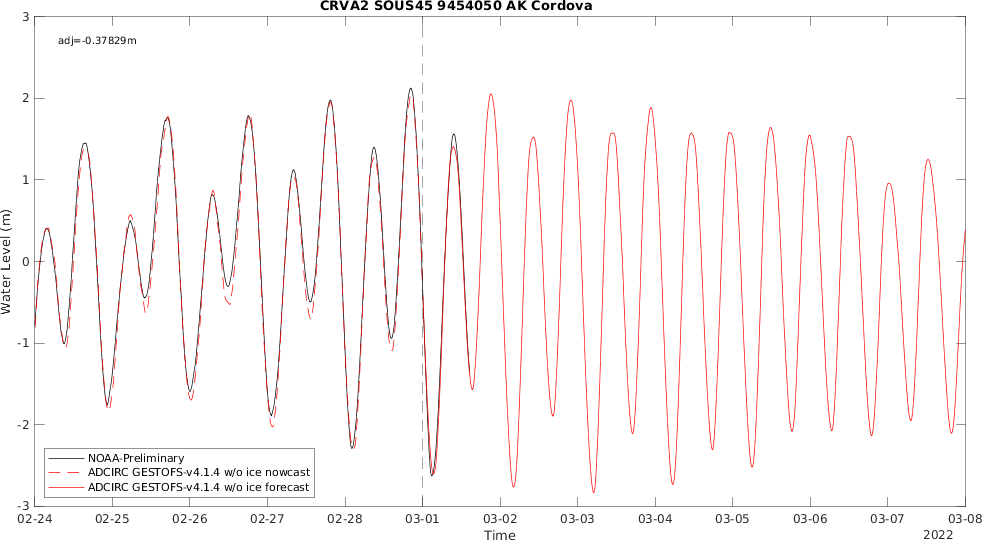 CRVA2 SOUS45 9454050 AK Cordova
adj=-0.37829m
3
2
1
0
-1
-2
-3
Water Level (m)
NOAA-Preliminary
ADCIRC GESTOFS-v4.1.4 w/o ice nowcast
ADCIRC GESTOFS-v4.1.4 w/o ice forecast
02-24 02-25 02-26 02-27 02-28 03-01 03-02 03-03 03-04 03-05 03-06 03-07 03-08
Time
2022